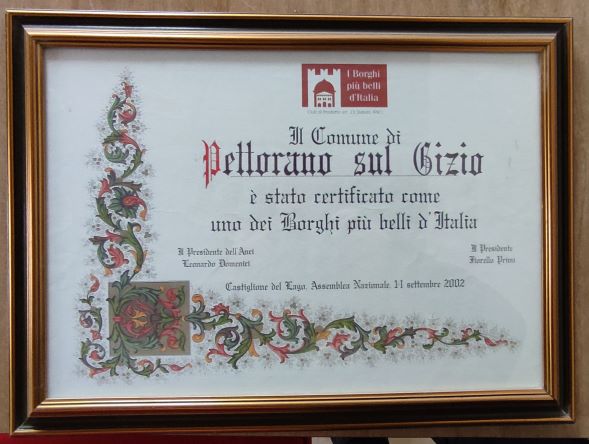 I Borghi
più belli
d'Italia
Il Comune di
Pettorano sul Gizio
è stato certificato come
uno dei Borghi più belli d'Italia
Il Presidente dell'Anci
Leonardo Domenici
Il Presidente
Fiorello Primi
Castiglione del Lago, Assemblea Nazionale, settembre 2002